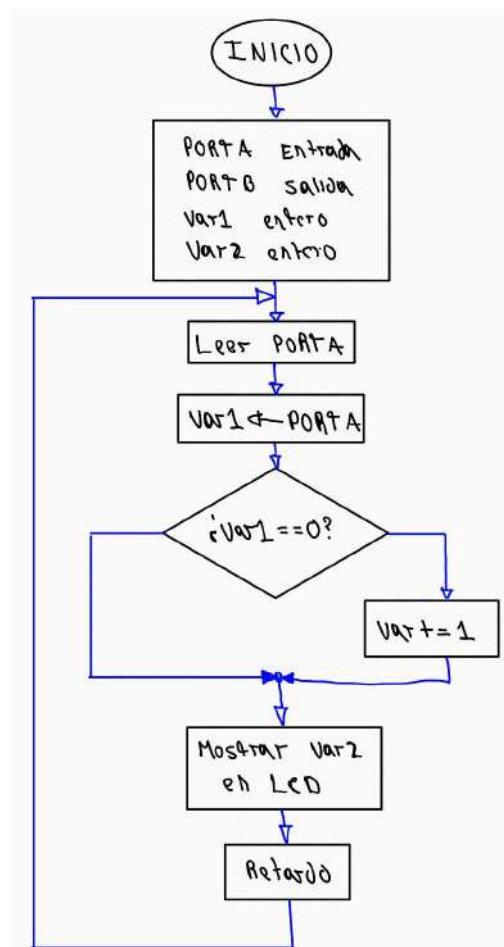 INICIO
PORTA Entrada
PORTB Salida
Var1 entero
Var2 entero
Leer PORTA
Var1 ← PORTA
¿Var1==0?
Var+=1
Mostrar Var2
en LCD
Retardo